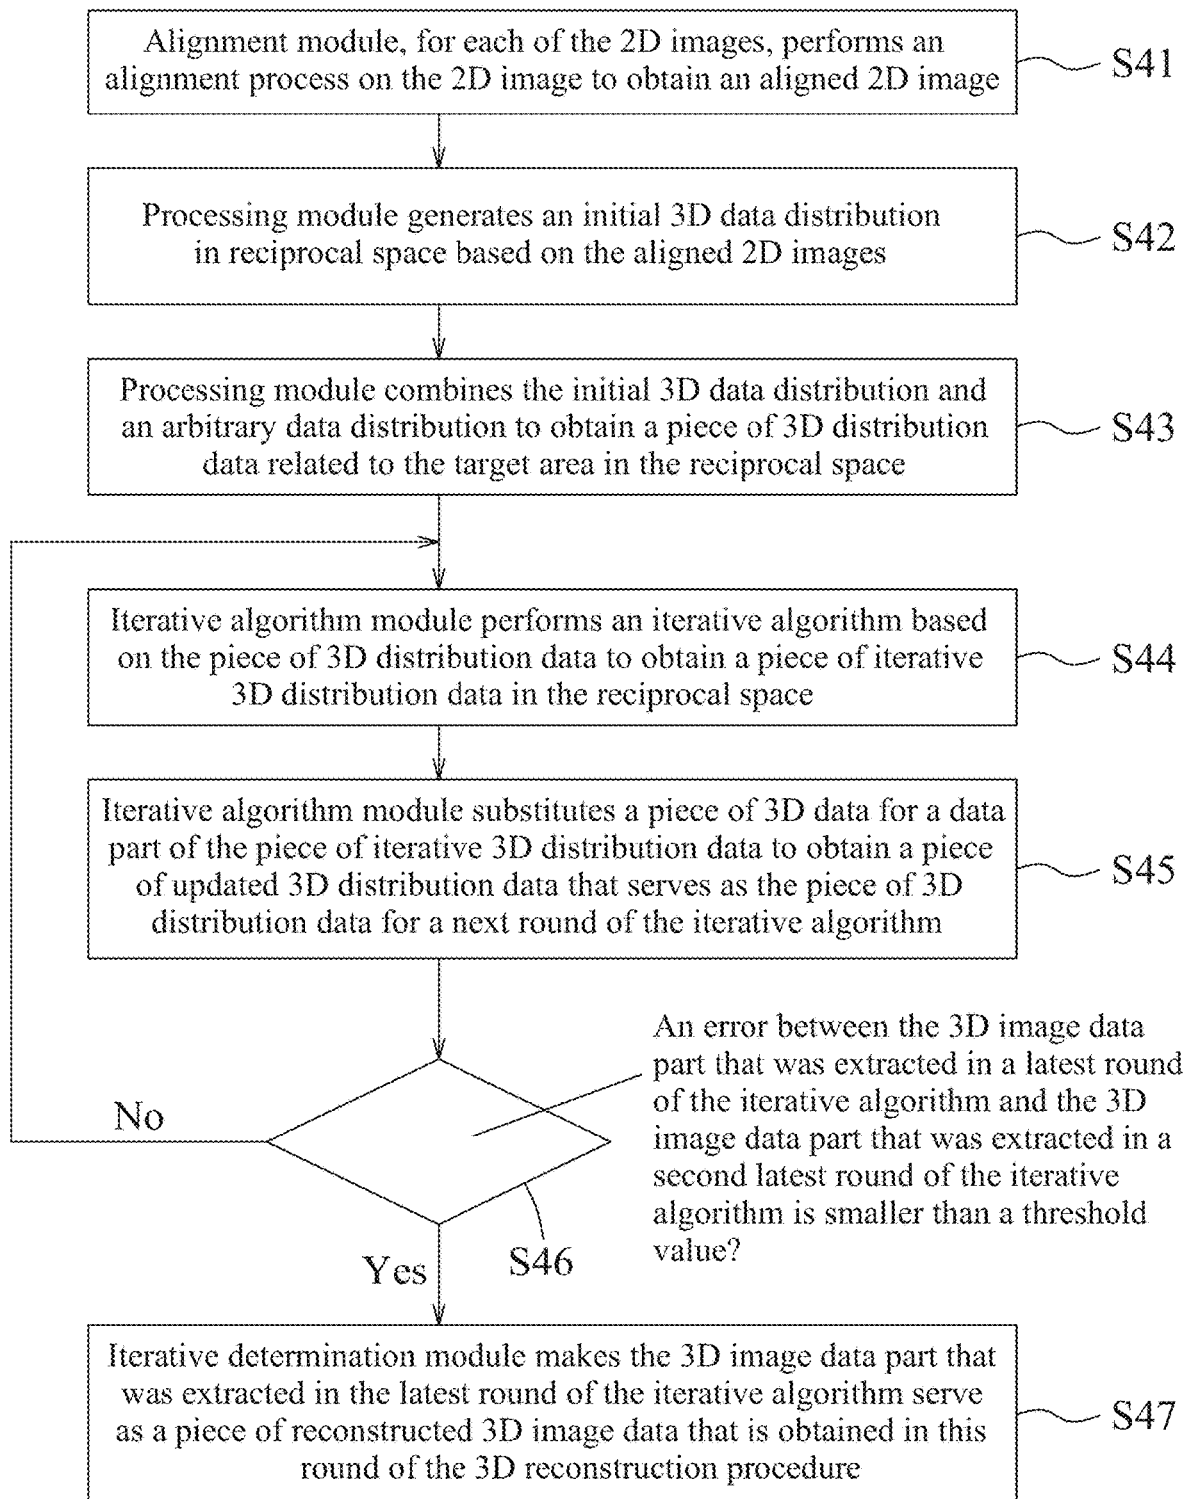 Alignment module, for each of the 2D images, performs an
alignment process on the 2D image to obtain an aligned 2D image
S41
Processing module generates an initial 3D data distribution
in reciprocal space based on the aligned 2D images
S42
Processing module combines the initial 3D data distribution and
an arbitrary data distribution to obtain a piece of 3D distribution
data related to the target area in the reciprocal space
S43
Iterative algorithm module performs an iterative algorithm based
on the piece of 3D distribution data to obtain a piece of iterative
3D distribution data in the reciprocal space
S44
Iterative algorithm module substitutes a piece of 3D data for a data
part of the piece of iterative 3D distribution data to obtain a piece
of updated 3D distribution data that serves as the piece of 3D
distribution data for a next round of the iterative algorithm
S45
An error between the 3D image data
part that was extracted in a latest round
of the iterative algorithm and the 3D
image data part that was extracted in a
second latest round of the iterative
algorithm is smaller than a threshold
value?
No
S46
Yes
Iterative determination module makes the 3D image data part that
was extracted in the latest round of the iterative algorithm serve
as a piece of reconstructed 3D image data that is obtained in this
round of the 3D reconstruction procedure
S47